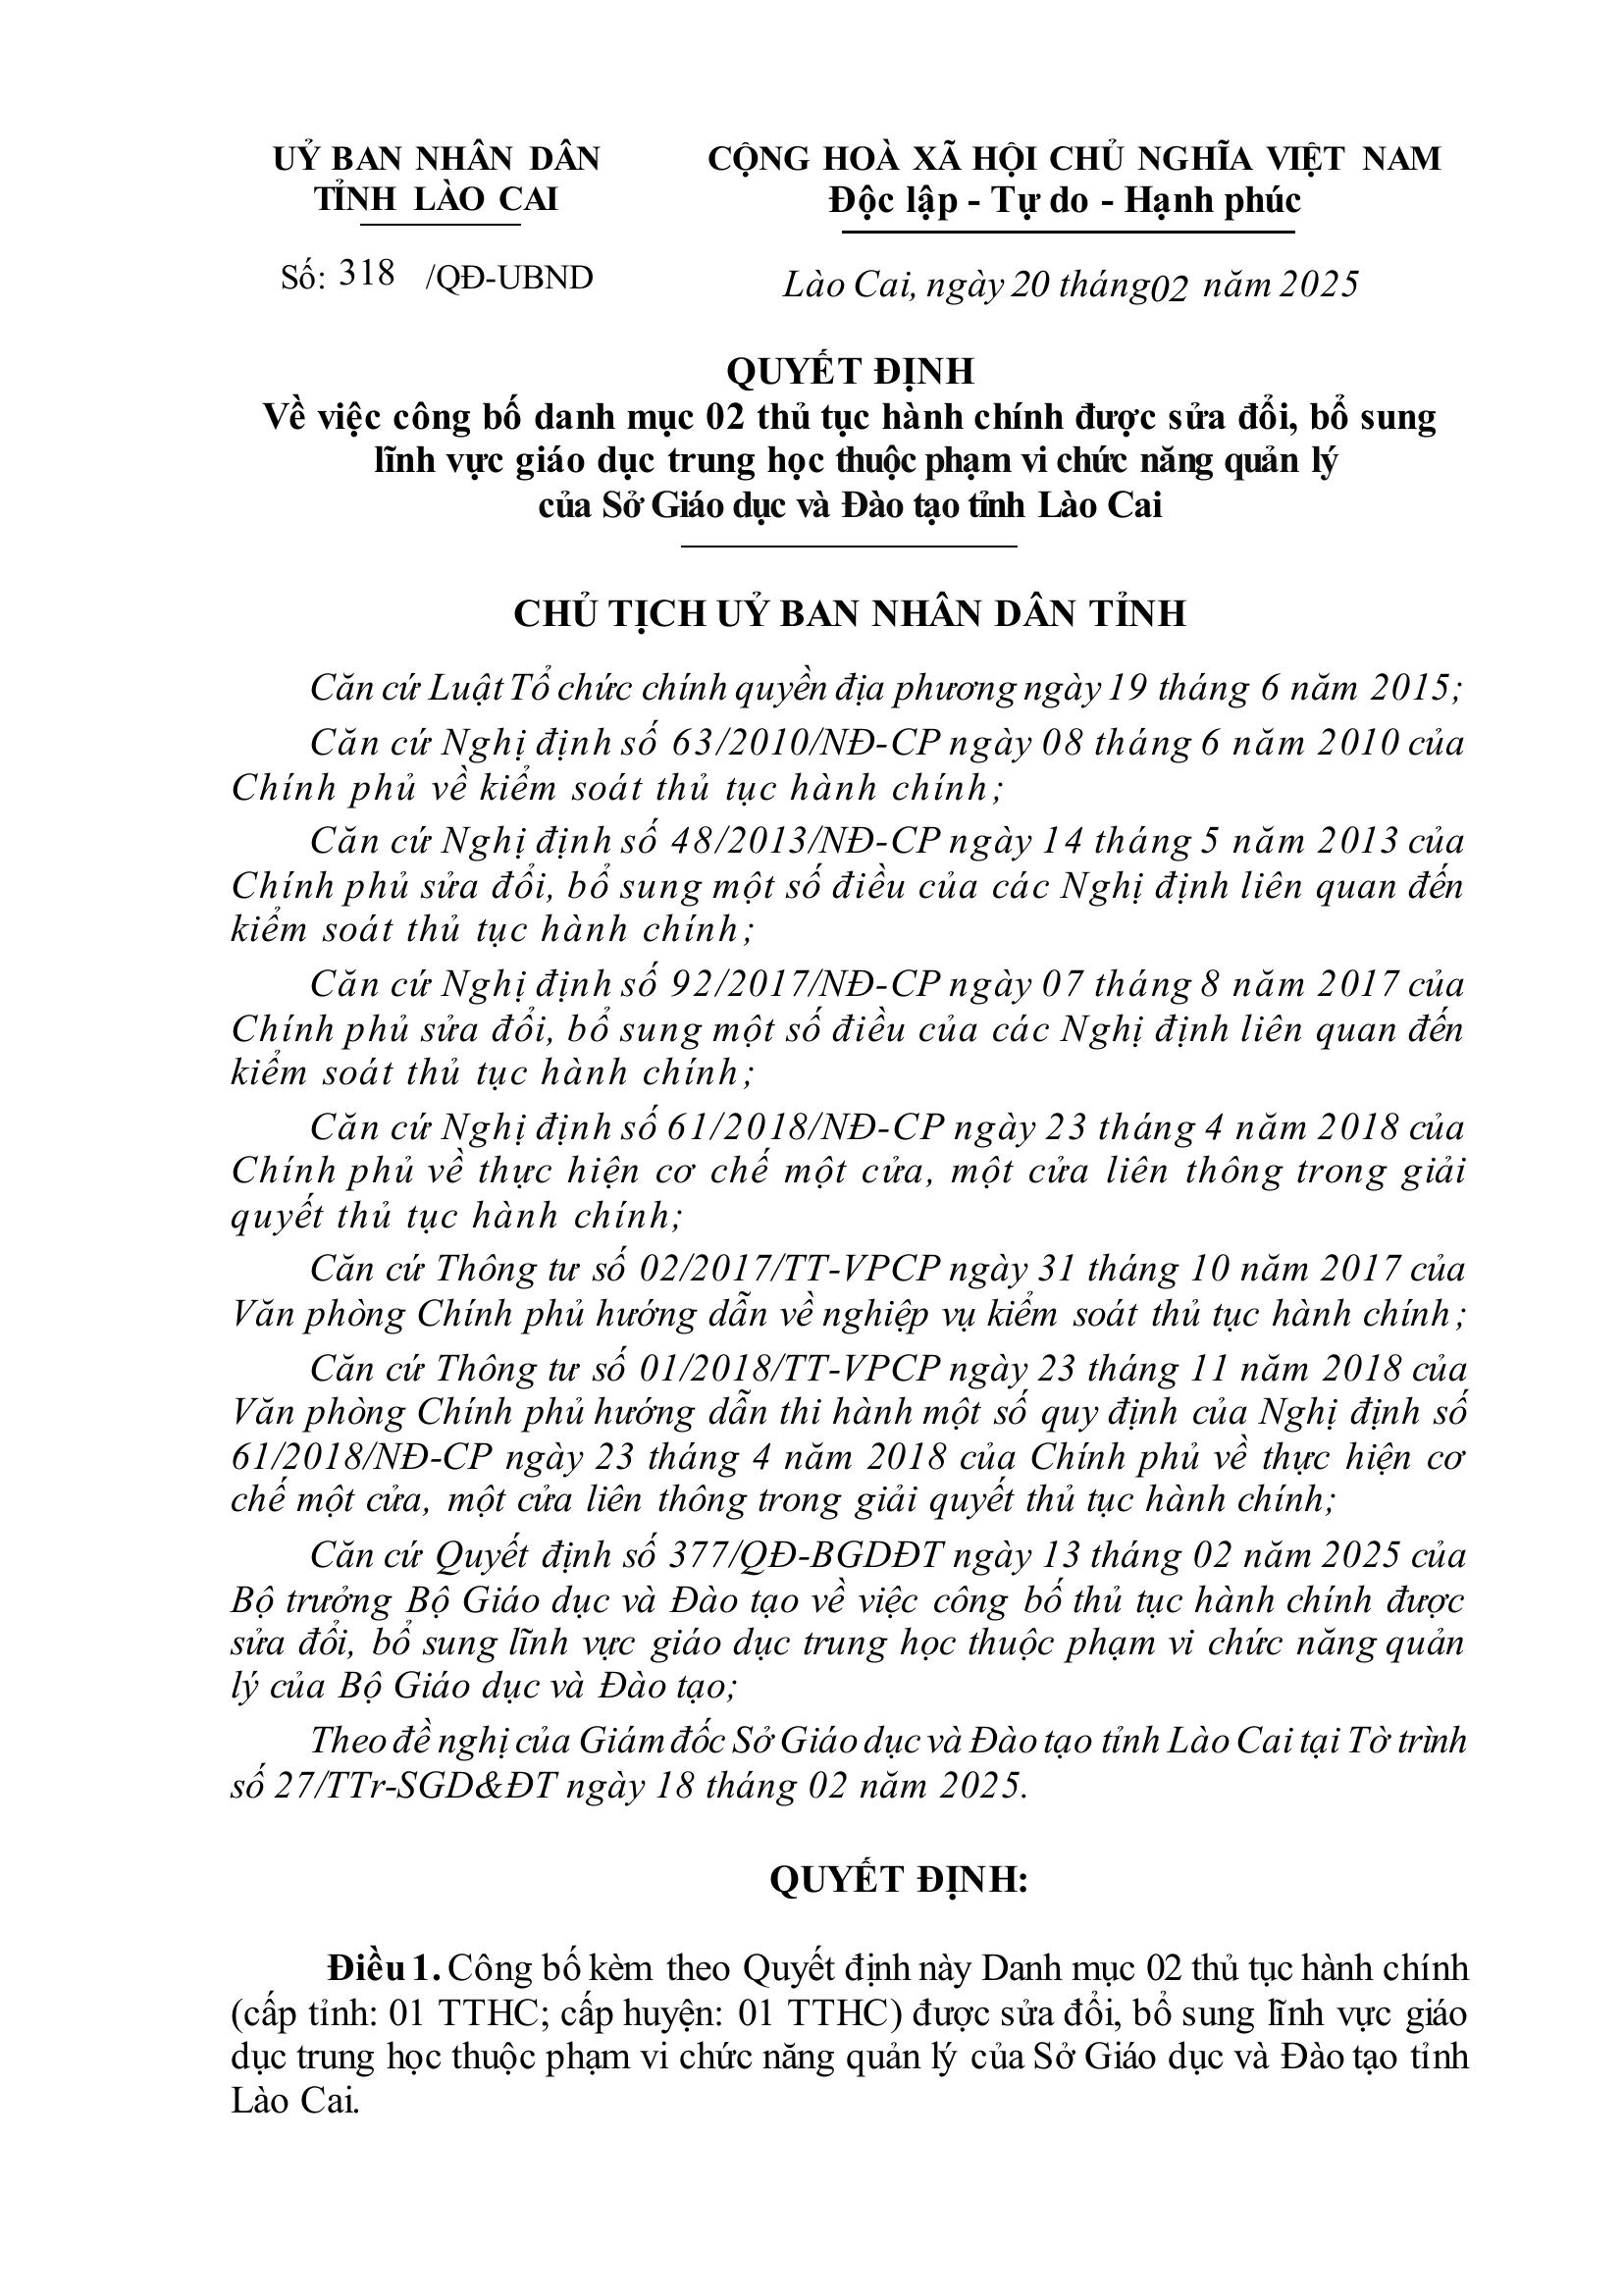 UỶ BAN NHÂN DÂN
TỈNH LÀO CAI
Số: 318 /QĐ-UBND
CỘNG HOÀ XÃ HỘI CHỦ NGHĨA VIỆT NAM
Độc lập - Tự do - Hạnh phúc
Lào Cai, ngày 20 tháng 02 năm 2025
QUYẾT ĐỊNH
Về việc công bố danh mục 02 thủ tục hành chính được sửa đổi, bổ sung
lĩnh vực giáo dục trung học thuộc phạm vi chức năng quản lý
của Sở Giáo dục và Đào tạo tỉnh Lào Cai
CHỦ TỊCH UỶ BAN NHÂN DÂN TỈNH
Căn cứ Luật Tổ chức chính quyền địa phương ngày 19 tháng 6 năm 2015;
Căn cứ Nghị định số 63/2010/NĐ-CP ngày 08 tháng 6 năm 2010 của
Chính phủ về kiểm soát thủ tục hành chính;
Căn cứ Nghị định số 48/2013/NĐ-CP ngày 14 tháng 5 năm 2013 của
Chính phủ sửa đổi, bổ sung một số điều của các Nghị định liên quan đến
kiểm soát thủ tục hành chính;
Căn cứ Nghị định số 92/2017/NĐ-CP ngày 07 tháng 8 năm 2017 của
Chính phủ sửa đổi, bổ sung một số điều của các Nghị định liên quan đến
kiểm soát thủ tục hành chính;
Căn cứ Nghị định số 61/2018/NĐ-CP ngày 23 tháng 4 năm 2018 của
Chính phủ về thực hiện cơ chế một cửa, một cửa liên thông trong giải
quyết thủ tục hành chính;
Căn cứ Thông tư số 02/2017/TT-VPCP ngày 31 tháng 10 năm 2017 của
Văn phòng Chính phủ hướng dẫn về nghiệp vụ kiểm soát thủ tục hành chính;
Căn cứ Thông tư số 01/2018/TT-VPCP ngày 23 tháng 11 năm 2018 của
Văn phòng Chính phủ hướng dẫn thi hành một số quy định của Nghị định số
61/2018/NĐ-CP ngày 23 tháng 4 năm 2018 của Chính phủ về thực hiện cơ
chế một cửa, một cửa liên thông trong giải quyết thủ tục hành chính;
Căn cứ Quyết định số 377/QĐ-BGDĐT ngày 13 tháng 02 năm 2025 của
Bộ trưởng Bộ Giáo dục và Đào tạo về việc công bố thủ tục hành chính được
sửa đổi, bổ sung lĩnh vực giáo dục trung học thuộc phạm vi chức năng quản
lý của Bộ Giáo dục và Đào tạo;
Theo đề nghị của Giám đốc Sở Giáo dục và Đào tạo tỉnh Lào Cai tại Tờ trình
số 27/TTr-SGD&ĐT ngày 18 tháng 02 năm 2025.
QUYẾT ĐỊNH:
Điều 1. Công bố kèm theo Quyết định này Danh mục 02 thủ tục hành chính
(cấp tỉnh: 01 TTHC; cấp huyện: 01 TTHC) được sửa đổi, bổ sung lĩnh vực giáo
dục trung học thuộc phạm vi chức năng quản lý của Sở Giáo dục và Đào tạo tỉnh
Lào Cai.